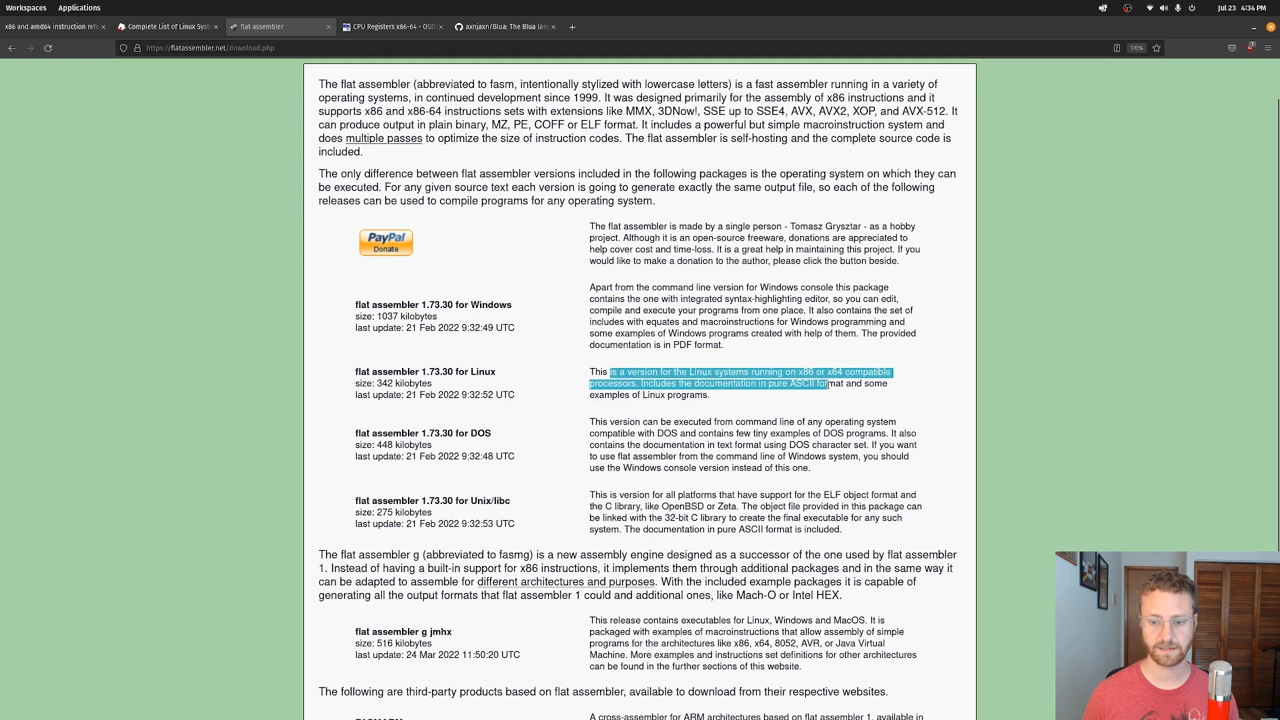 Workspaces Applications
Jul 23 4:34 PM
x86 and amd64 instruction refe
Complete List of Linux Syst
flat assembler
CPU Registers x86-64 - OSD
axnjaxn/Blua: The Blua lan
https://flatassembler.net/download.php
170%
The flat assembler (abbreviated to fasm, intentionally stylized with lowercase letters) is a fast assembler running in a variety of
operating systems, in continued development since 1999. It was designed primarily for the assembly of x86 instructions and it
supports x86 and x86-64 instructions sets with extensions like MMX, 3DNow!, SSE up to SSE4, AVX, AVX2, XOP, and AVX-512. It
can produce output in plain binary, MZ, PE, COFF or ELF format. It includes a powerful but simple macroinstruction system and
does multiple passes to optimize the size of instruction codes. The flat assembler is self-hosting and the complete source code is
included.
The only difference between flat assembler versions included in the following packages is the operating system on which they can
be executed. For any given source text each version is going to generate exactly the same output file, so each of the following
releases can be used to compile programs for any operating system.
PayPal
Donate
The flat assembler is made by a single person - Tomasz Grysztar - as a hobby
project. Although it is an open-source freeware, donations are appreciated to
help cover cost and time-loss. It is a great help in maintaining this project. If you
would like to make a donation to the author, please click the button beside.
flat assembler 1.73.30 for Windows
size: 1037 kilobytes
last update: 21 Feb 2022 9:32:49 UTC
Apart from the command line version for Windows console this package
contains the one with integrated syntax-highlighting editor, so you can edit,
compile and execute your programs from one place. It also contains the set of
includes with equates and macroinstructions for Windows programming and
some examples of Windows programs created with help of them. The provided
documentation is in PDF format.
flat assembler 1.73.30 for Linux
size: 342 kilobytes
last update: 21 Feb 2022 9:32:52 UTC
This is a version for the Linux systems running on x86 or x64 compatible
processors. Includes the documentation in pure ASCII format and some
examples of Linux programs.
flat assembler 1.73.30 for DOS
size: 448 kilobytes
last update: 21 Feb 2022 9:32:48 UTC
This version can be executed from command line of any operating system
compatible with DOS and contains few tiny examples of DOS programs. It also
contains the documentation in text format using DOS character set. If you want
to use flat assembler from the command line of Windows system, you should
use the Windows console version instead of this one.
flat assembler 1.73.30 for Unix/libc
size: 275 kilobytes
last update: 21 Feb 2022 9:32:53 UTC
This is version for all platforms that have support for the ELF object format and
the C library, like OpenBSD or Zeta. The object file provided in this package can
be linked with the 32-bit C library to create the final executable for any such
system. The documentation in pure ASCII format is included.
The flat assembler g (abbreviated to fasmg) is a new assembly engine designed as a successor of the one used by flat assembler
1. Instead of having a built-in support for x86 instructions, it implements them through additional packages and in the same way it
can be adapted to assemble for different architectures and purposes. With the included example packages it is capable of
generating all the output formats that flat assembler 1 could and additional ones, like Mach-O or Intel HEX.
flat assembler g jmhx
size: 516 kilobytes
last update: 24 Mar 2022 11:50:20 UTC
This release contains executables for Linux, Windows and MacOS. It is
packaged with examples of macroinstructions that allow assembly of simple
programs for the architectures like x86, x64, 8052, AVR, or Java Virtual
Machine. More examples and instruction set definitions for other architectures
can be found in the further sections of this website.
The following are third-party products based on flat assembler, available to download from their respective websites.
A cross-assembler for ARM architectures based on flat assembler 1, available in